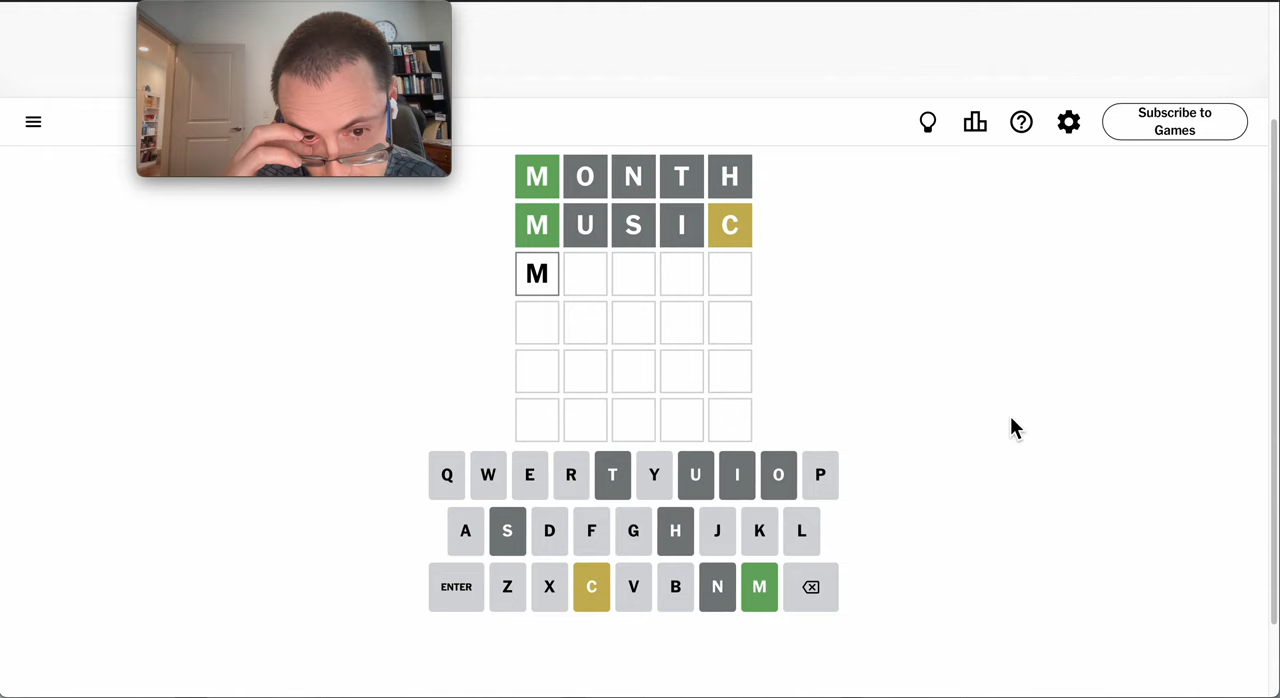 Subscribe to
Games
M O N T H
M U S I C
M
Q W E R T Y U I O P
A S D F G H J K L
ENTER Z X C V B N M